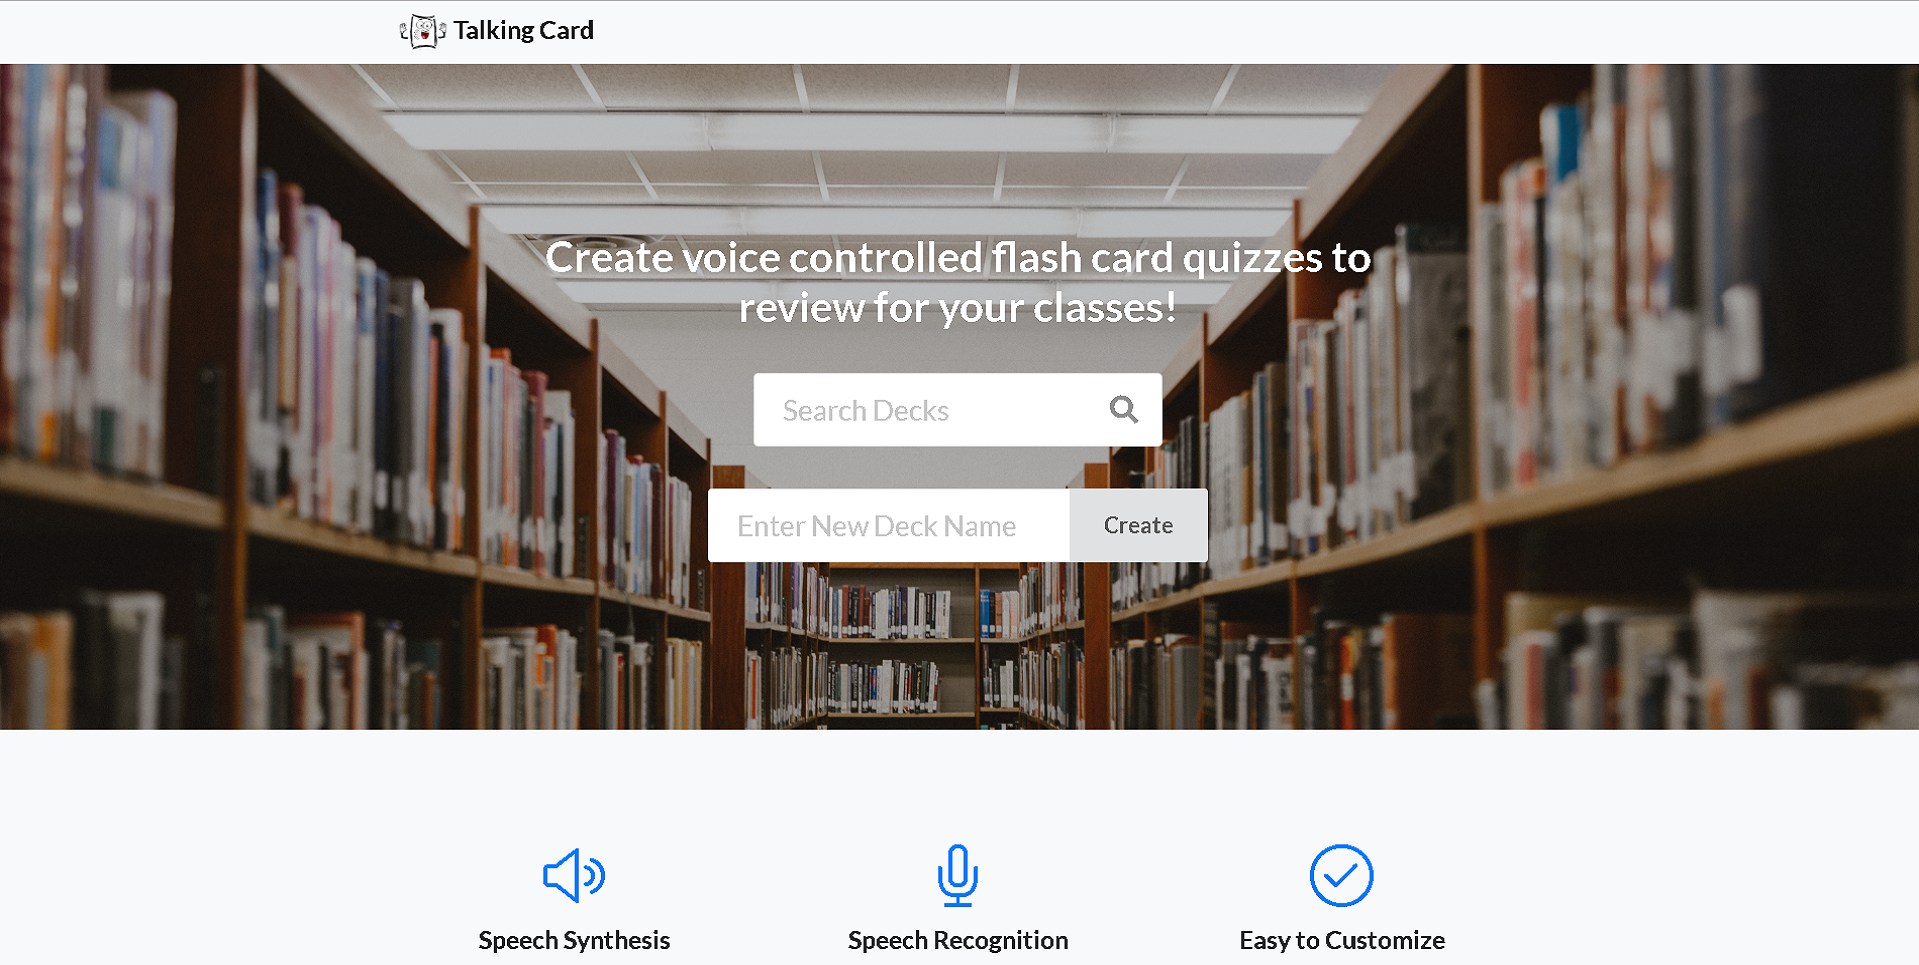 Talking Card
Create voice controlled flash card quizzes to
review for your classes!
Search Decks
Enter New Deck Name
Create
Speech Synthesis
Speech Recognition
Easy to Customize